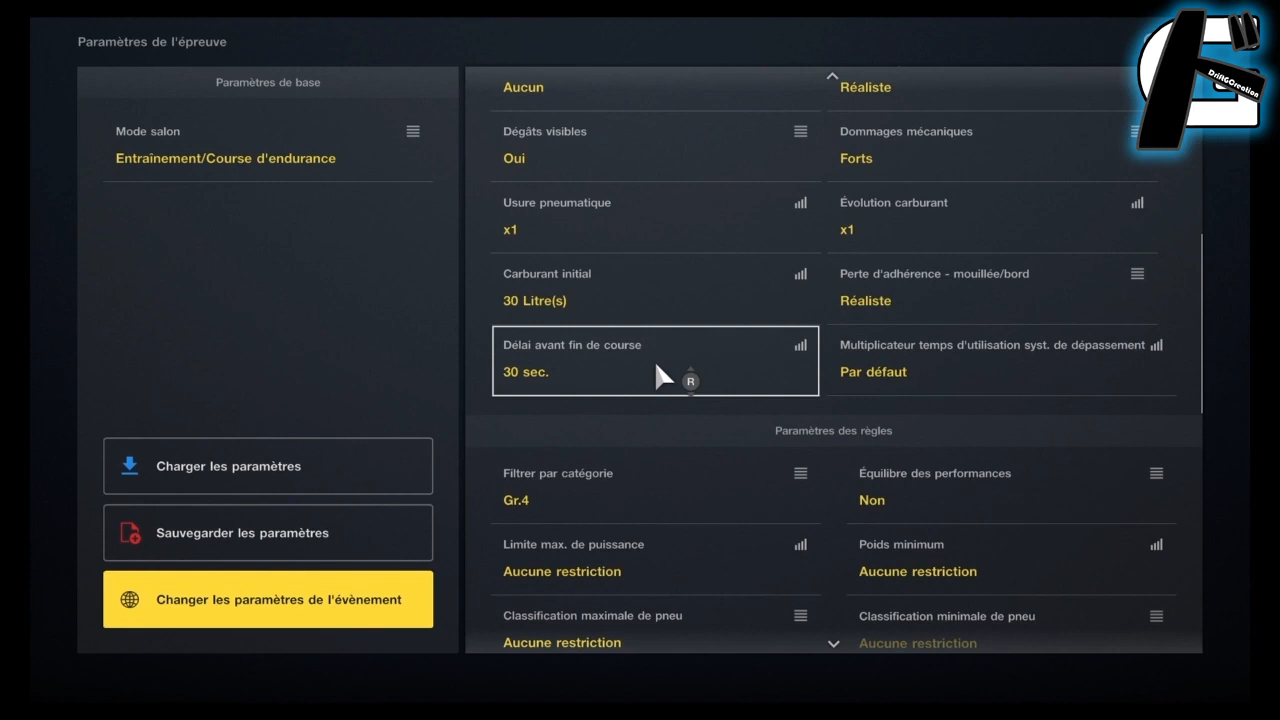 Paramètres de l'épreuve
Paramètres de base
Mode salon
Entraînement/Course d'endurance
Charger les paramètres
Sauvegarder les paramètres
Changer les paramètres de l'évènement
Aucun
Réaliste
Dégâts visibles
Dommages mécaniques
Oui
Forts
Usure pneumatique
Évolution carburant
x1
x1
Carburant initial
Perte d'adhérence - mouillée/bord
30 Litre(s)
Réaliste
Délai avant fin de course
Multiplicateur temps d'utilisation syst. de dépassement
30 sec.
Par défaut
R
Paramètres des règles
Filtrer par catégorie
Équilibre des performances
Gr.4
Non
Limite max. de puissance
Poids minimum
Aucune restriction
Aucune restriction
Classification maximale de pneu
Classification minimale de pneu
Aucune restriction
Aucune restriction